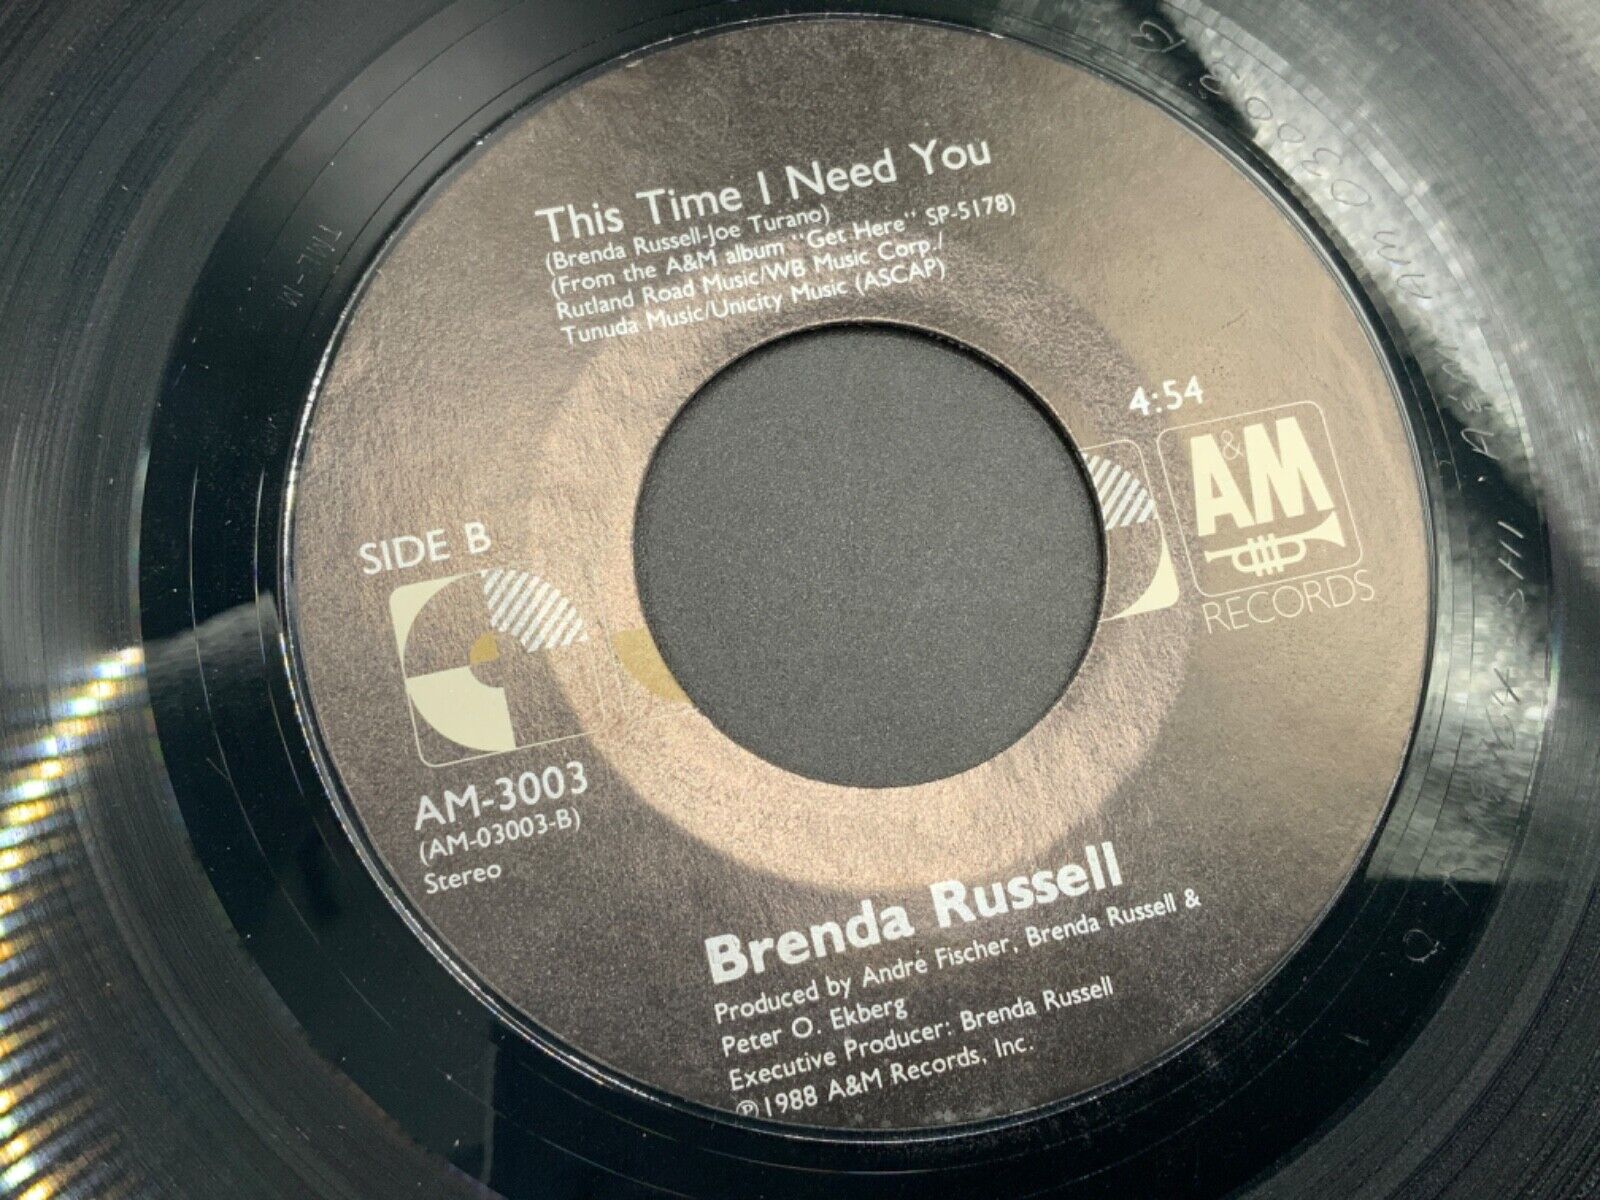 This Time I Need You
(Brenda Russell-Joe Turano)
(From the A&M album "Get Here" SP-5178)
Rutland Road Music/WB Music Corp./
Tunuda Music/Unicity Music (ASCAP)
4:54
A&M
RECORDS
SIDE B
AM-3003
(AM-03003-B)
Stereo
Brenda Russell
Produced by André Fischer, Brenda Russell &
Peter O. Ekberg
Executive Producer: Brenda Russell
℗1988 A&M Records, Inc.
TML-M